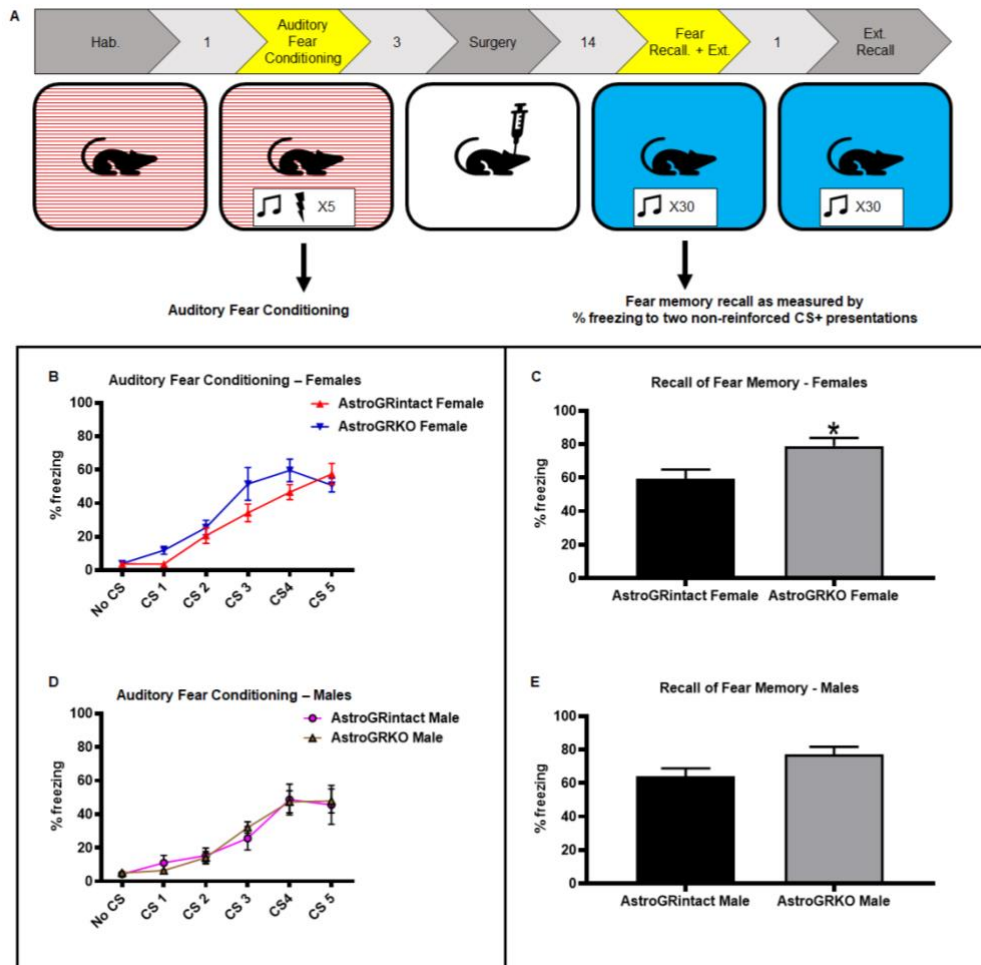 A
Hab.
1
Auditory
Fear
Conditioning
3
Surgery
14
Fear
Recall. + Ext.
1
Ext.
Recall
X5
X30
X30
Auditory Fear Conditioning
Fear memory recall as measured by
% freezing to two non-reinforced CS+ presentations
B
Auditory Fear Conditioning – Females
AstroGRintact Female
AstroGRKO Female
% freezing
100
80
60
40
20
0
No CS
CS 1
CS 2
CS 3
CS4
CS 5
C
Recall of Fear Memory - Females
% freezing
100
80
60
40
20
0
*
AstroGRintact Female
AstroGRKO Female
D
Auditory Fear Conditioning – Males
AstroGRintact Male
AstroGRKO Male
% freezing
100
80
60
40
20
0
No CS
CS 1
CS 2
CS 3
CS4
CS 5
E
Recall of Fear Memory - Males
% freezing
100
80
60
40
20
0
AstroGRintact Male
AstroGRKO Male